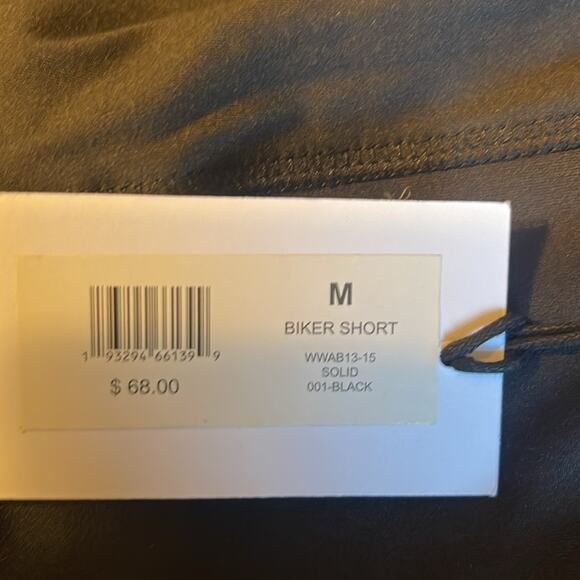 1 93294 66139 9
$ 68.00
M
BIKER SHORT
WWAB13-15
SOLID
001-BLACK